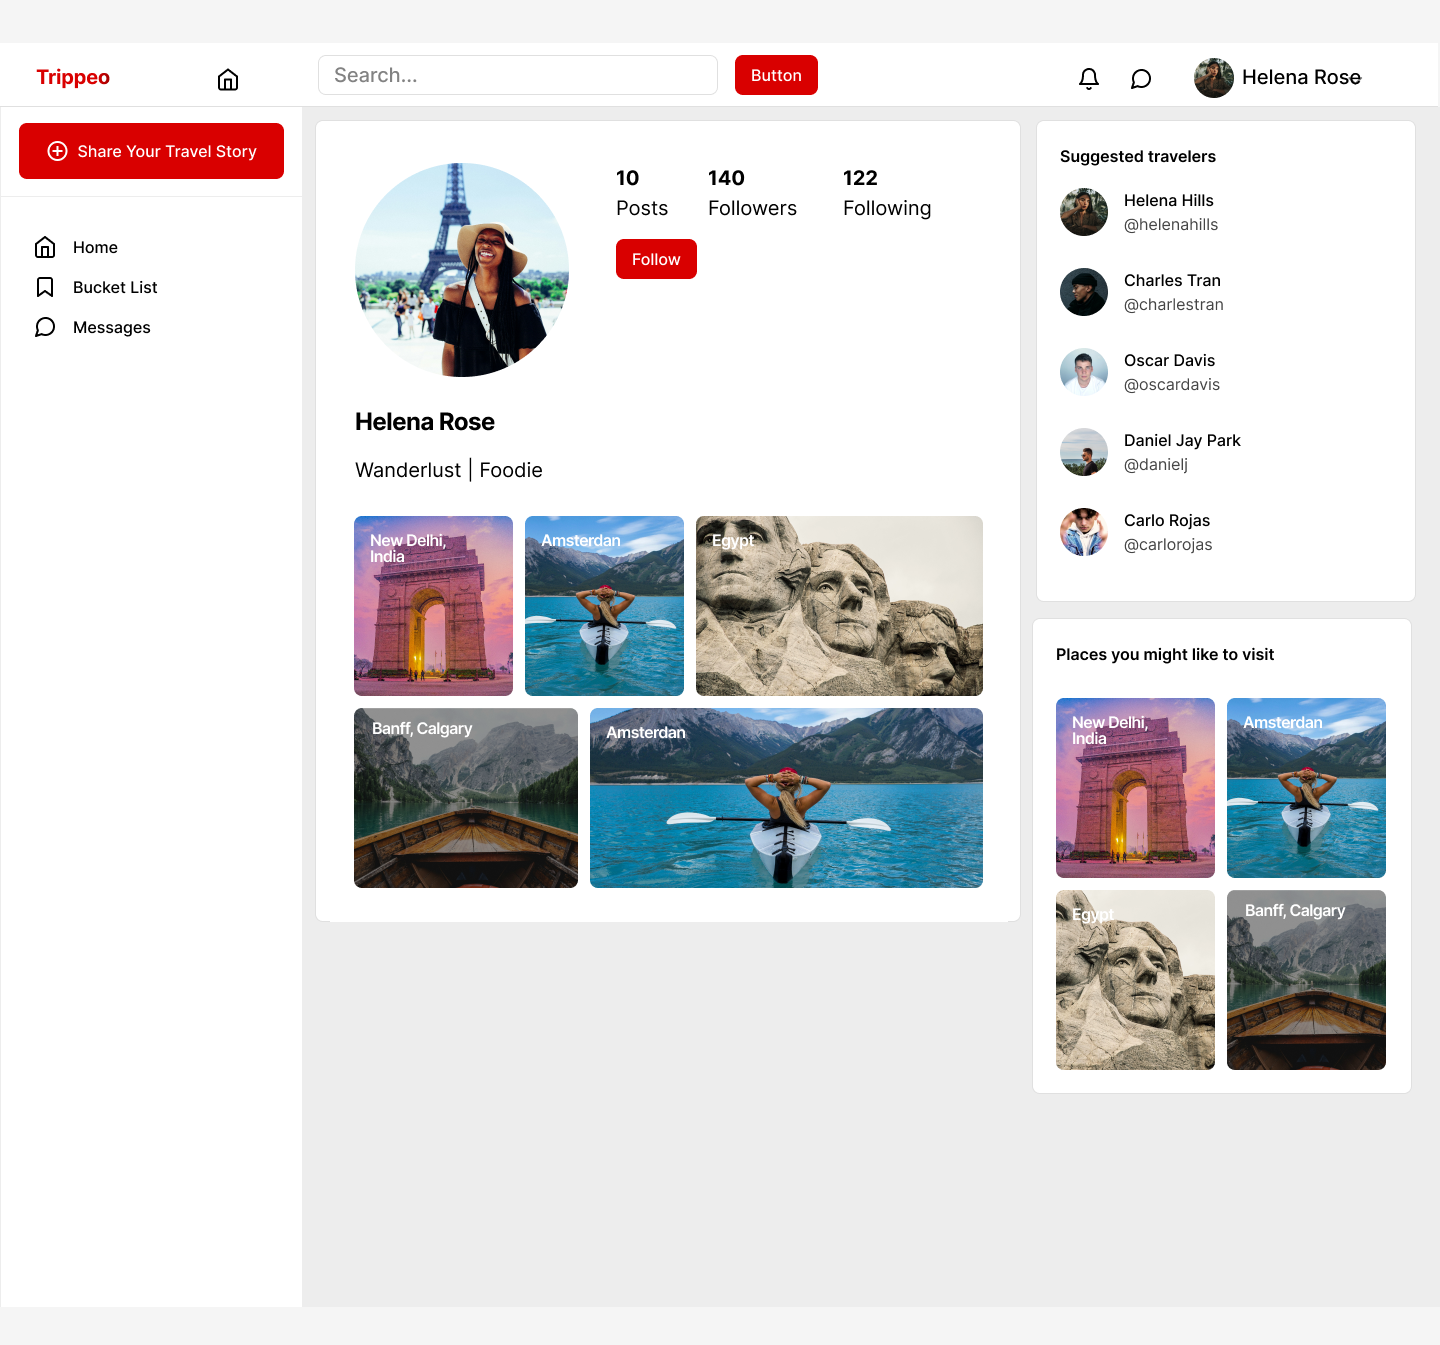 Trippeo
Search...
Button
Helena Rose
Share Your Travel Story
Home
Bucket List
Messages
10
Posts
140
Followers
122
Following
Follow
Helena Rose
Wanderlust | Foodie
New Delhi,
India
Amsterdan
Egypt
Banff, Calgary
Amsterdan
Suggested travelers
Helena Hills
@helenahills
Charles Tran
@charlestran
Oscar Davis
@oscardavis
Daniel Jay Park
@danielj
Carlo Rojas
@carlorojas
Places you might like to visit
New Delhi,
India
Amsterdan
Egypt
Banff, Calgary